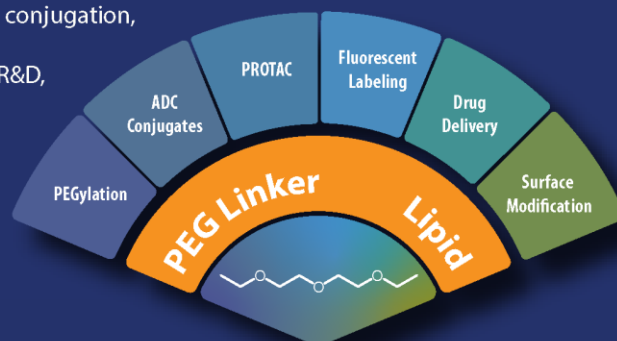 conjugation,
R&D,
PEGylation
ADC
Conjugates
PROTAC
Fluorescent
Labeling
Drug
Delivery
Surface
Modification
PEG Linker
Lipid
O
O
O